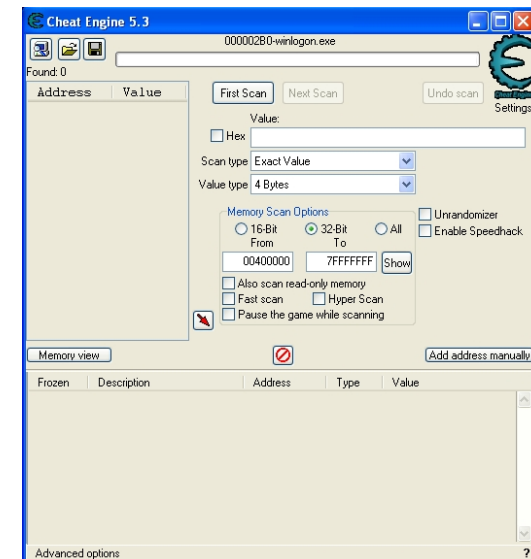 Cheat Engine 5.3
000002B0-winlogon.exe
Found: 0
Address Value
First Scan Next Scan Undo scan
Cheat Engine
Settings
Value:
Hex
Scan type Exact Value
Value type 4 Bytes
Memory Scan Options
16-Bit 32-Bit All
From To
00400000 7FFFFFFF Show
Also scan read-only memory
Fast scan Hyper Scan
Pause the game while scanning
Unrandomizer
Enable Speedhack
Memory view Add address manually
Frozen Description Address Type Value
Advanced options ?